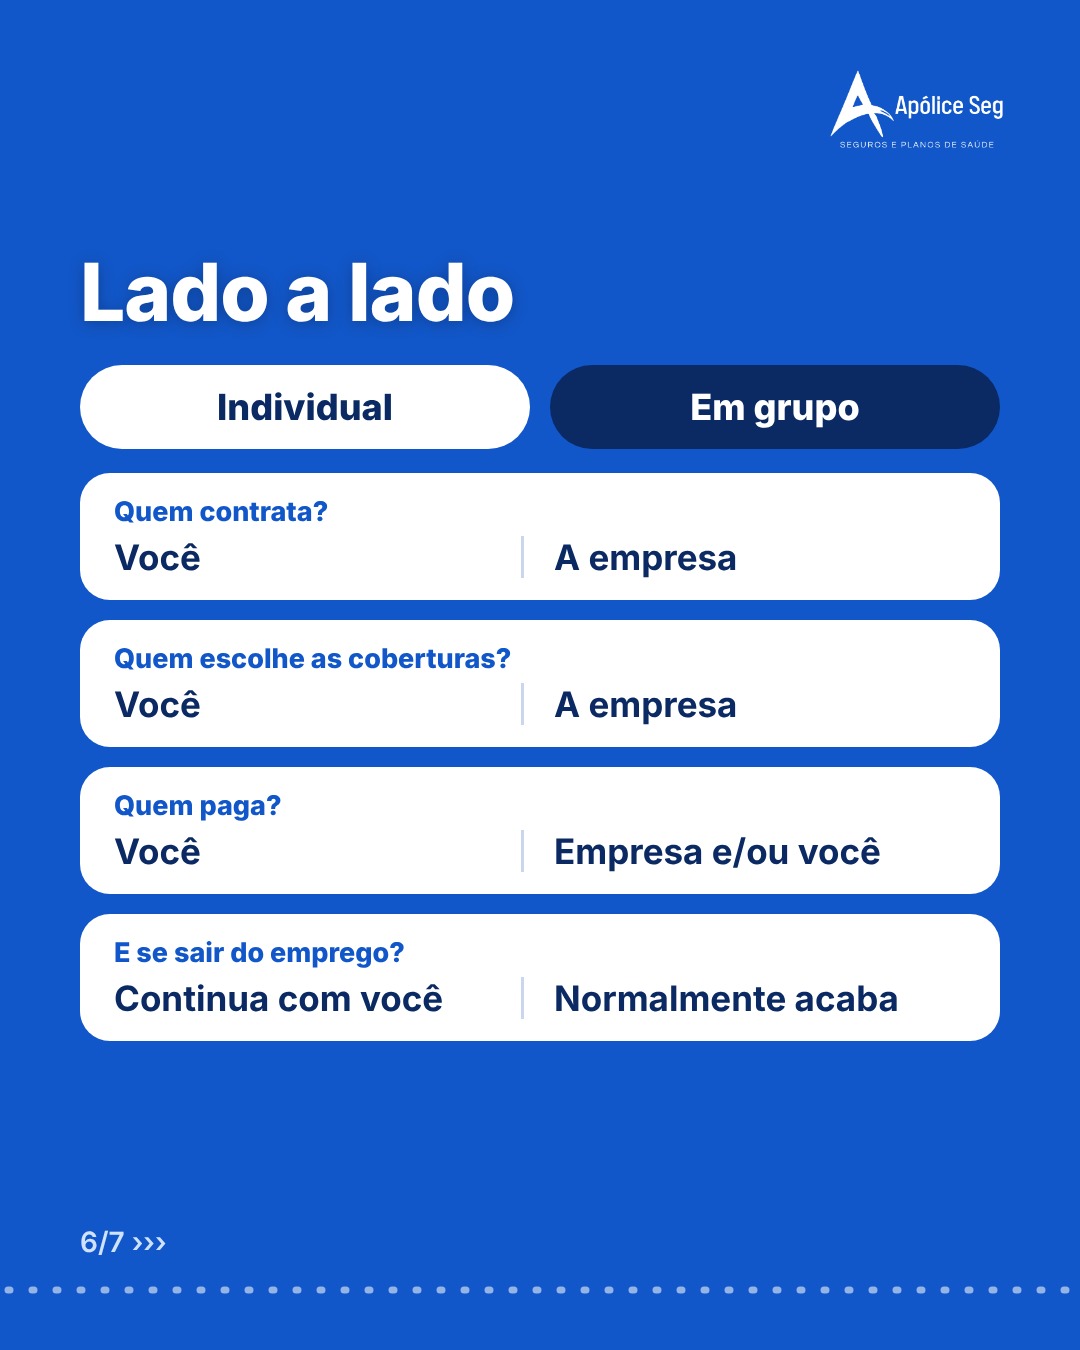 Apólice Seg
SEGUROS E PLANOS DE SAÚDE
Lado a lado
Individual
Em grupo
Quem contrata?
Você
A empresa
Quem escolhe as coberturas?
Você
A empresa
Quem paga?
Você
Empresa e/ou você
E se sair do emprego?
Continua com você
Normalmente acaba
6/7 ›››